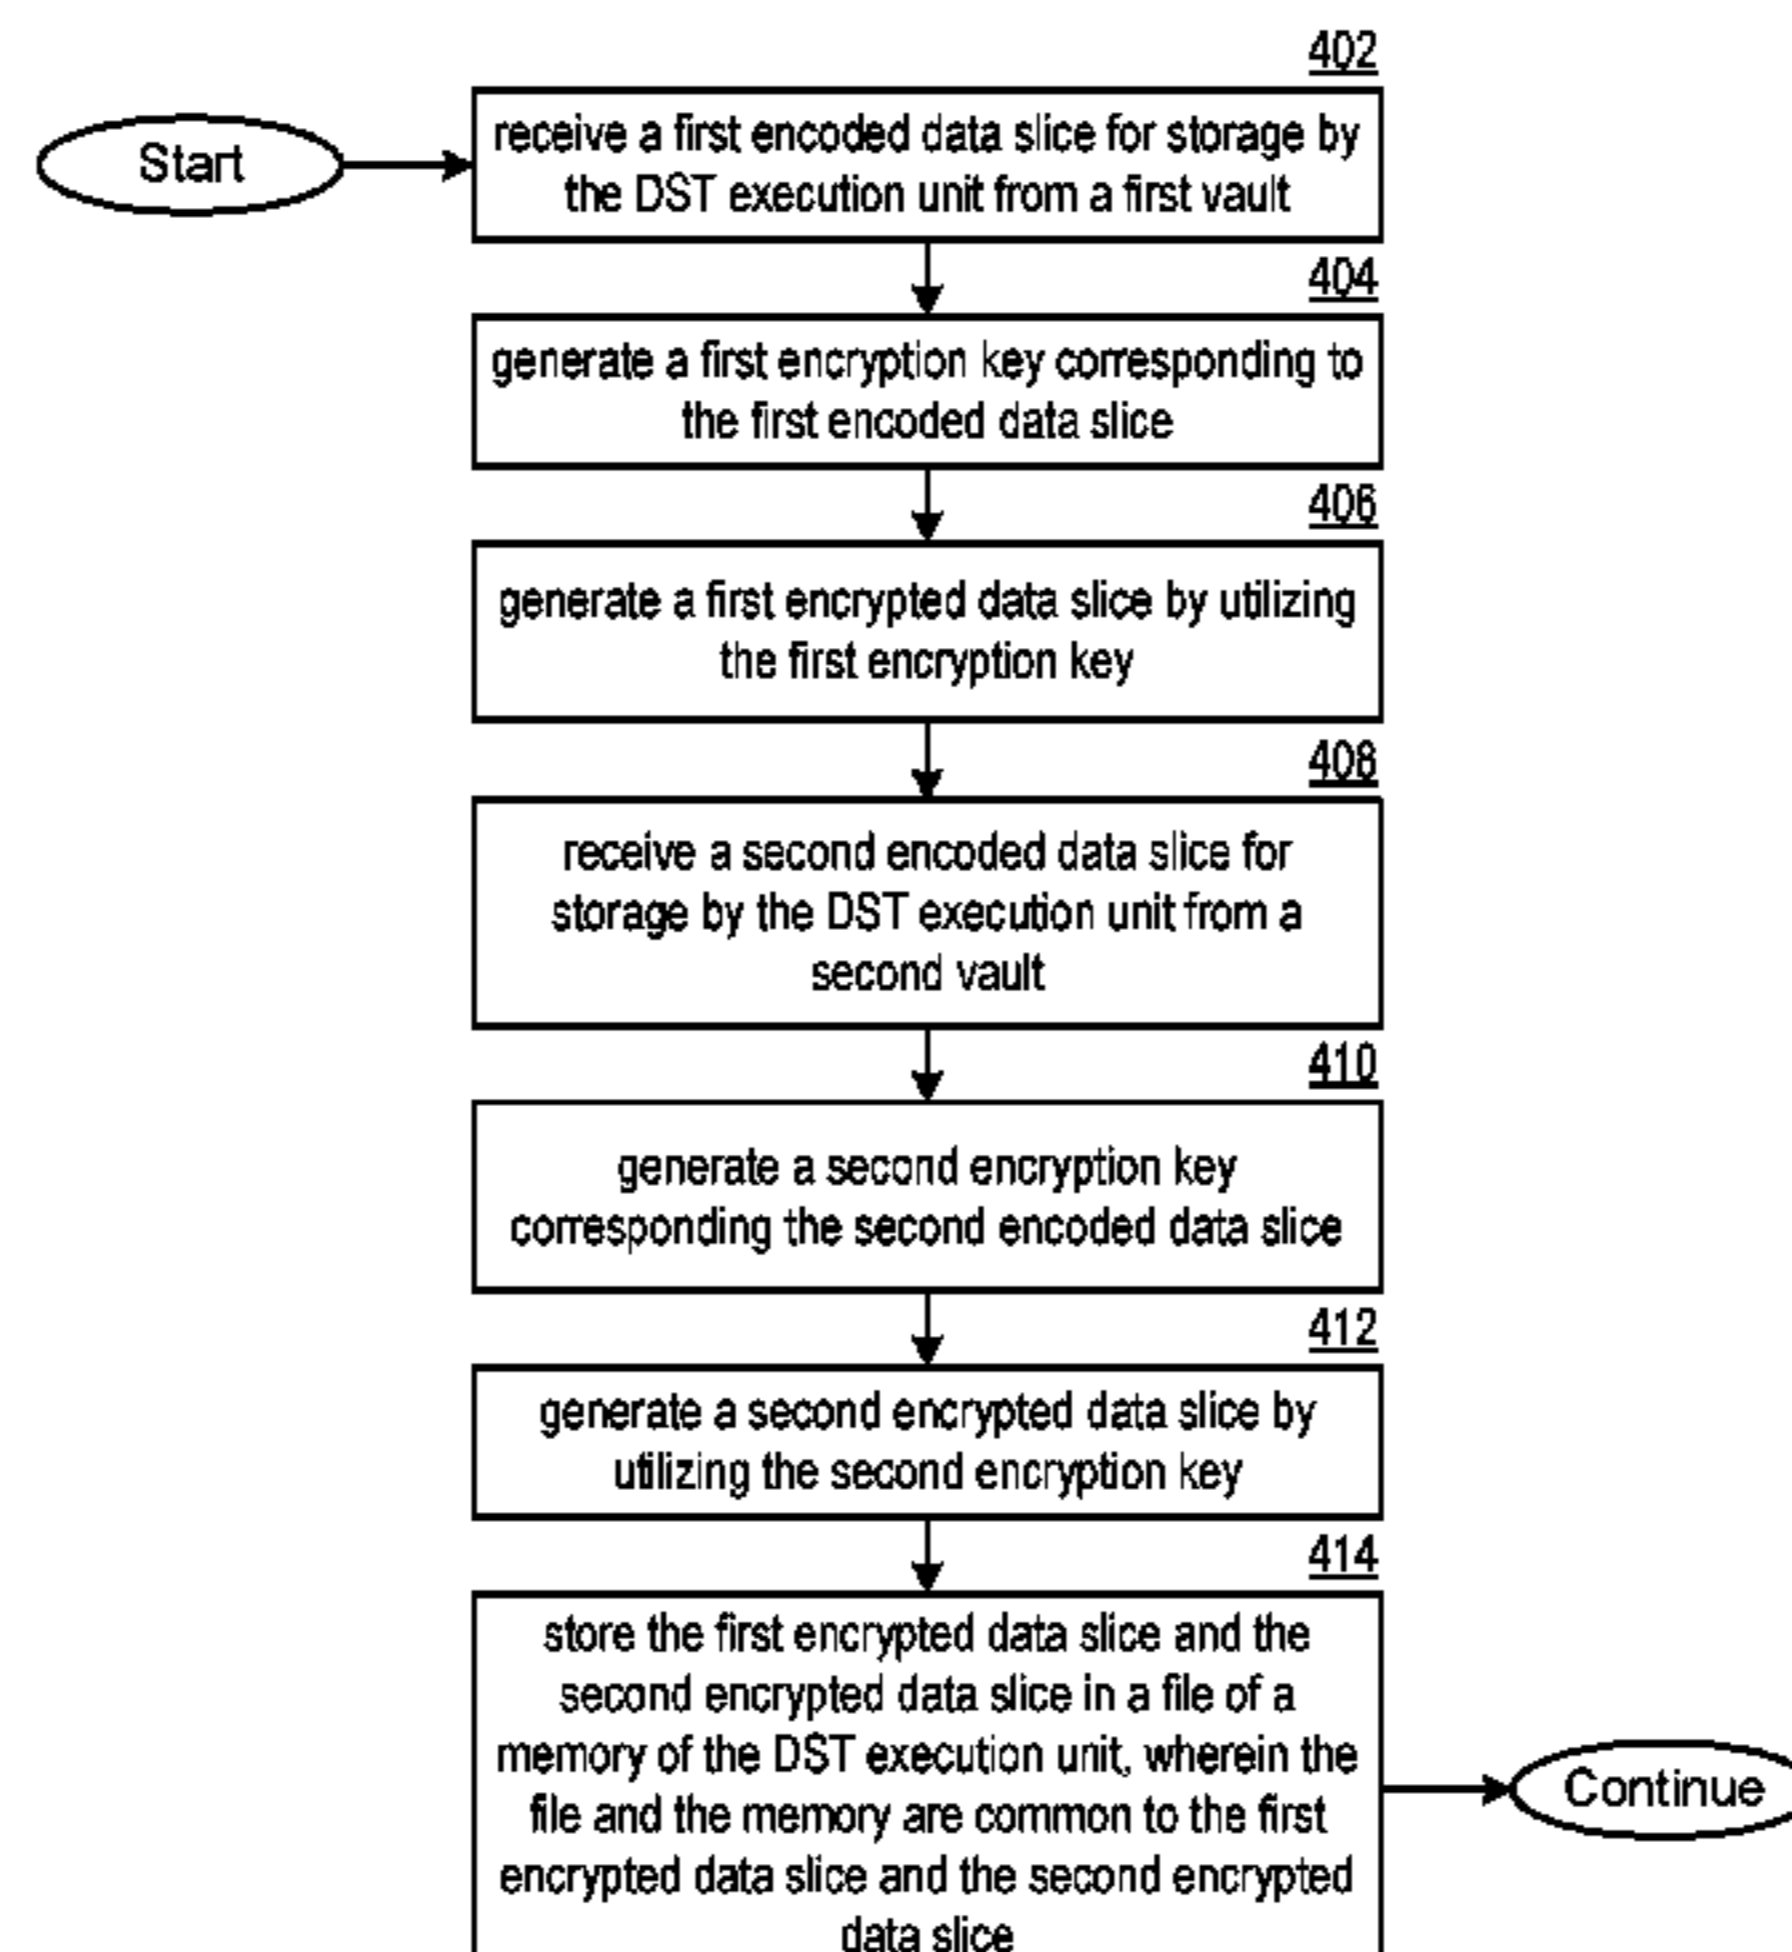 402
Start
receive a first encoded data slice for storage by
the DST execution unit from a first vault
404
generate a first encryption key corresponding to
the first encoded data slice
406
generate a first encrypted data slice by utilizing
the first encryption key
408
receive a second encoded data slice for
storage by the DST execution unit from a
second vault
410
generate a second encryption key
corresponding the second encoded data slice
412
generate a second encrypted data slice by
utilizing the second encryption key
414
store the first encrypted data slice and the
second encrypted data slice in a file of a
memory of the DST execution unit, wherein the
file and the memory are common to the first
encrypted data slice and the second encrypted
data slice
Continue